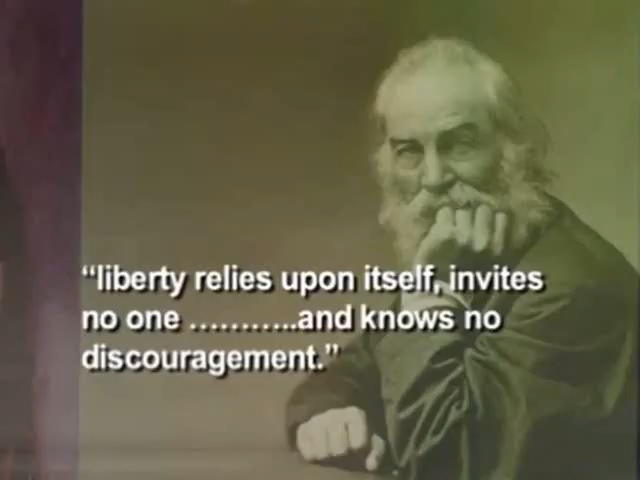 “liberty relies upon itself, invites
no one ………..and knows no
discouragement.”